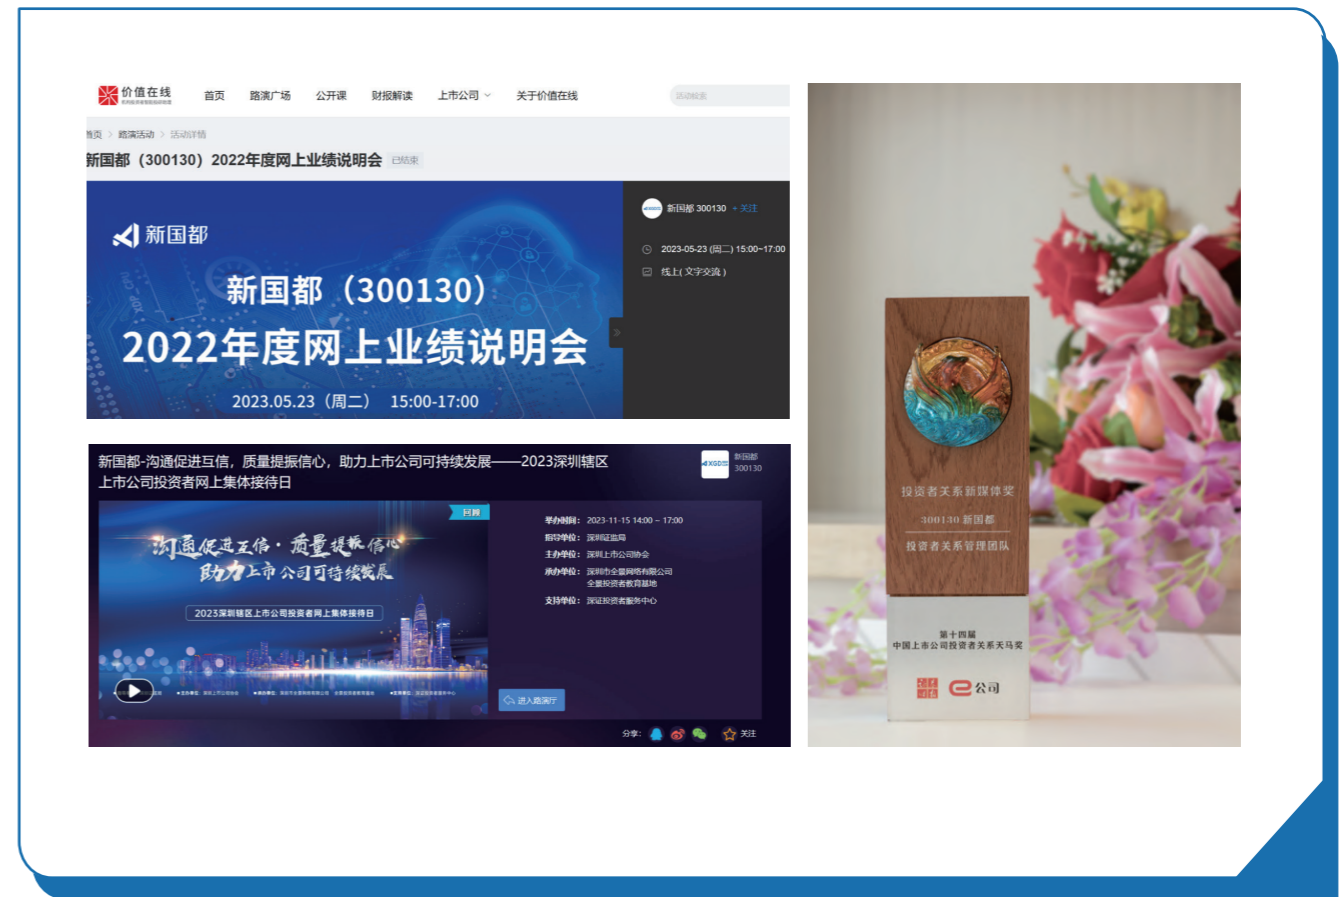 价值在线
首页 路演广场 公开课 财报解读 上市公司 关于价值在线
活动检索
首页 > 路演活动 > 活动详情
新国都（300130）2022年度网上业绩说明会 已结束
新国都
新国都（300130）
2022年度网上业绩说明会
2023.05.23（周二） 15:00-17:00
新国都 300130 + 关注
2023-05-23 (周二) 15:00~17:00
线上( 文字交流 )
新国都-沟通促进互信，质量提振信心，助力上市公司可持续发展——2023深圳辖区
上市公司投资者网上集体接待日
XGD
新国都
300130
回顾
沟通促进互信·质量提振信心
助力上市公司可持续发展
2023深圳辖区上市公司投资者网上集体接待日
举办时间： 2023-11-15 14:00 ~ 17:00
指导单位： 深圳证监局
主办单位： 深圳上市公司协会
承办单位： 深圳市全景网络有限公司
全景投资者教育基地
支持单位： 深证投资者服务中心
进入路演厅
分享： 关注
投资者关系新媒体奖
300130 新国都
投资者关系管理团队
第十四届
中国上市公司投资者关系天马奖
e公司